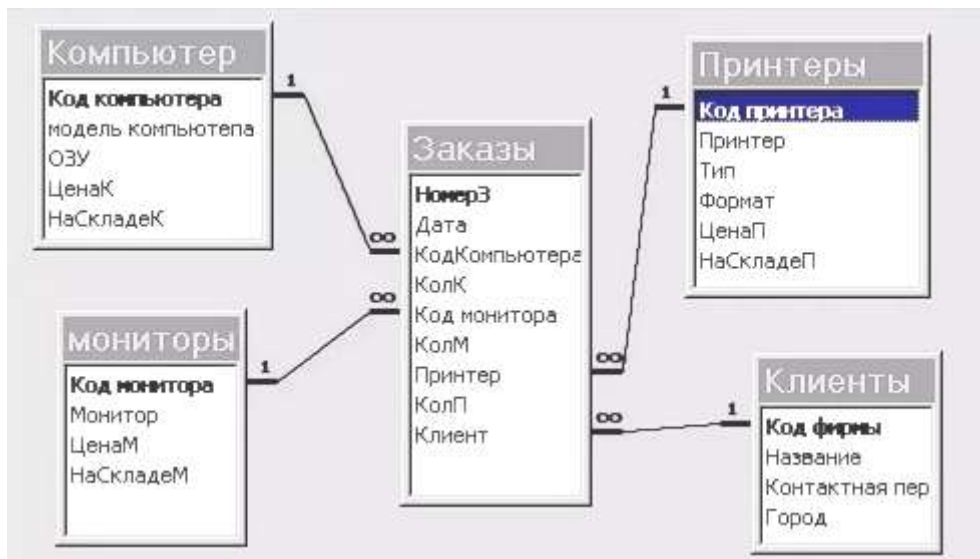 Компьютер
Код компьютера
модель компьютепа
ОЗУ
ЦенаК
НаСкладеК
1
∞
мониторы
Код монитора
Монитор
ЦенаМ
НаСкладеМ
1
∞
Заказы
НомерЗ
Дата
КодКомпьютера
КолК
Код монитора
КолМ
Принтер
КолП
Клиент
Принтеры
Код принтера
Принтер
Тип
Формат
ЦенаП
НаСкладеП
1
∞
Клиенты
Код фирмы
Название
Контактная пер
Город
1
∞